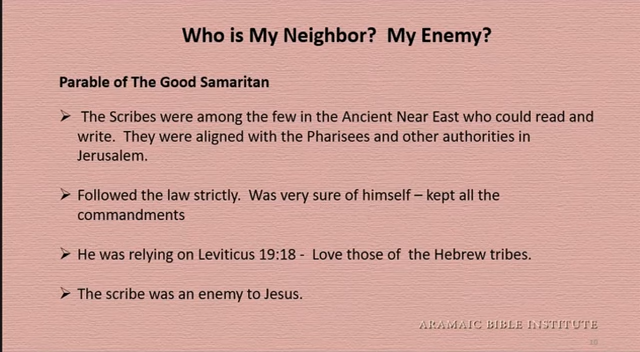 Who is My Neighbor?  My Enemy?
Parable of The Good Samaritan
➢ The Scribes were among the few in the Ancient Near East who could read and
write.  They were aligned with the Pharisees and other authorities in
Jerusalem.
➢ Followed the law strictly.  Was very sure of himself – kept all the
commandments
➢ He was relying on Leviticus 19:18 -  Love those of  the Hebrew tribes.
➢ The scribe was an enemy to Jesus.
ARAMAIC BIBLE INSTITUTE